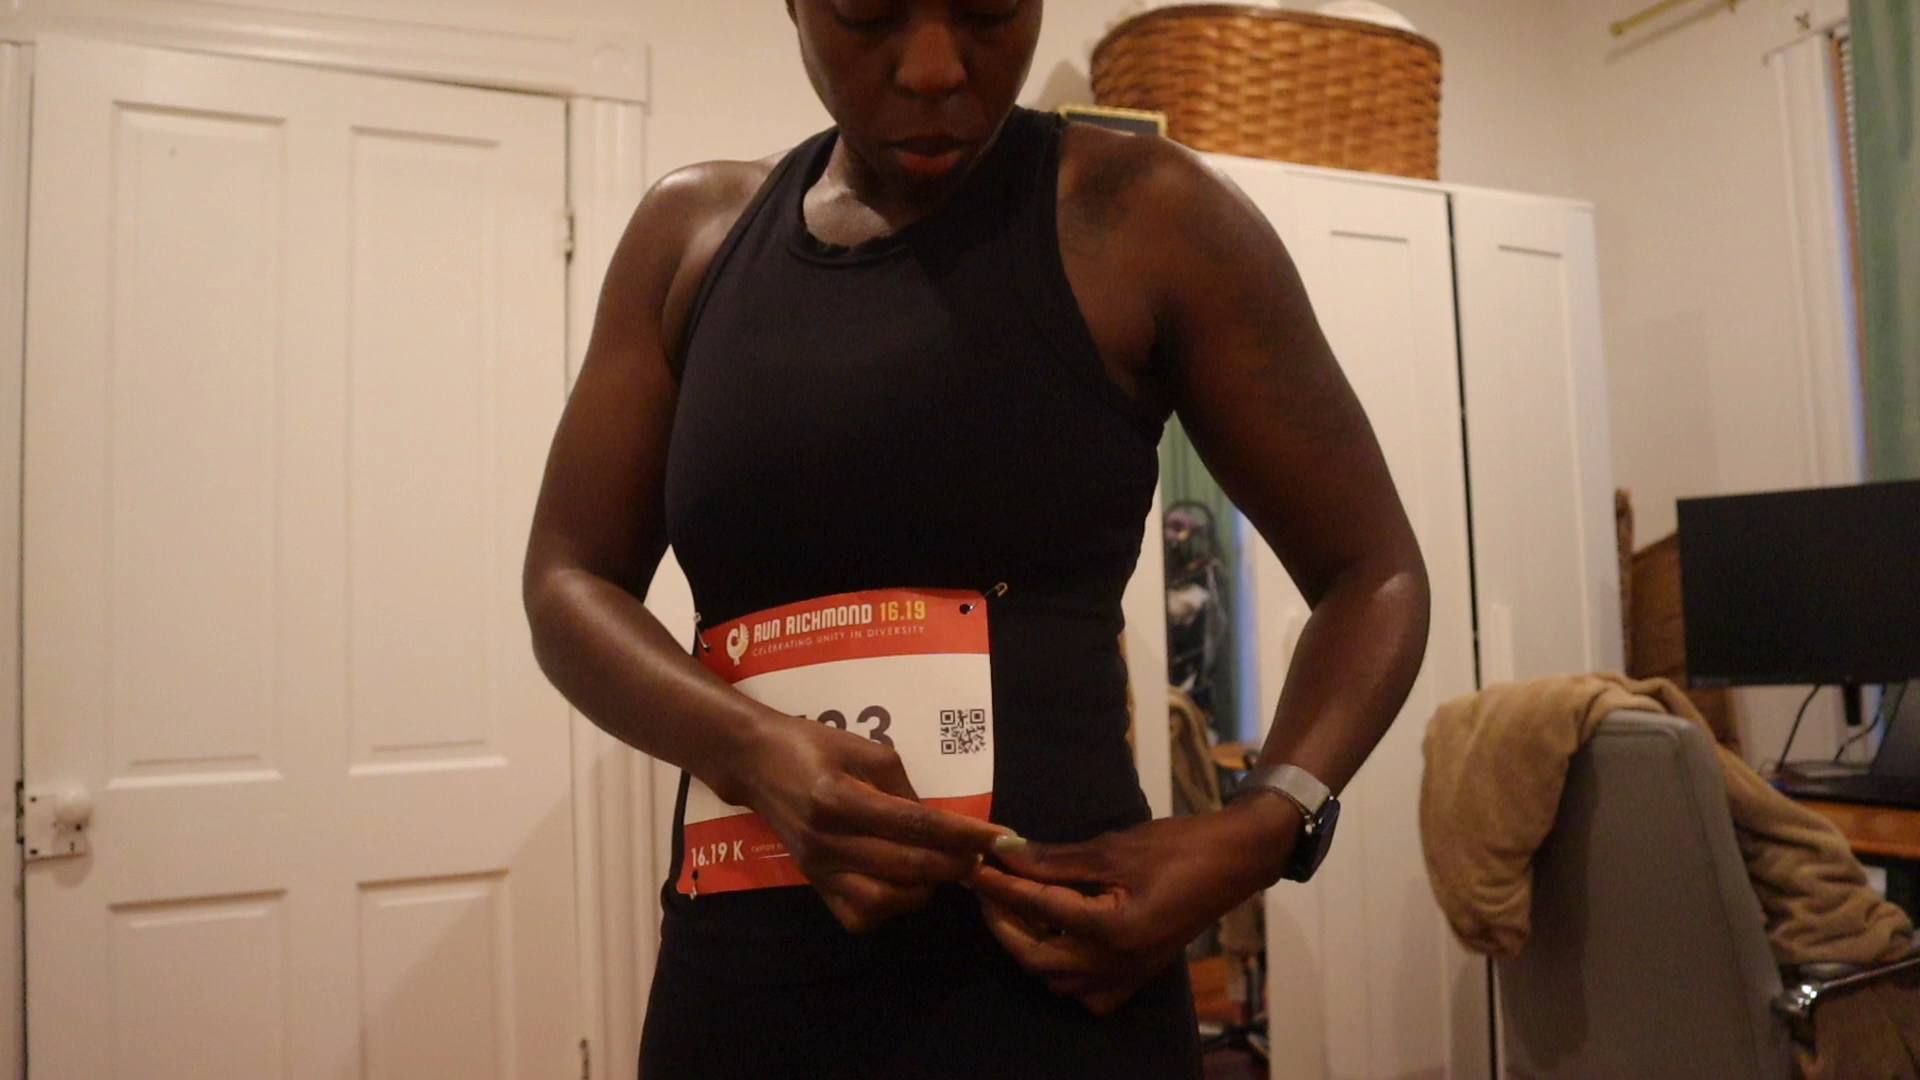 RUN RICHMOND 16.19
CELEBRATING UNITY IN DIVERSITY
16.19 K